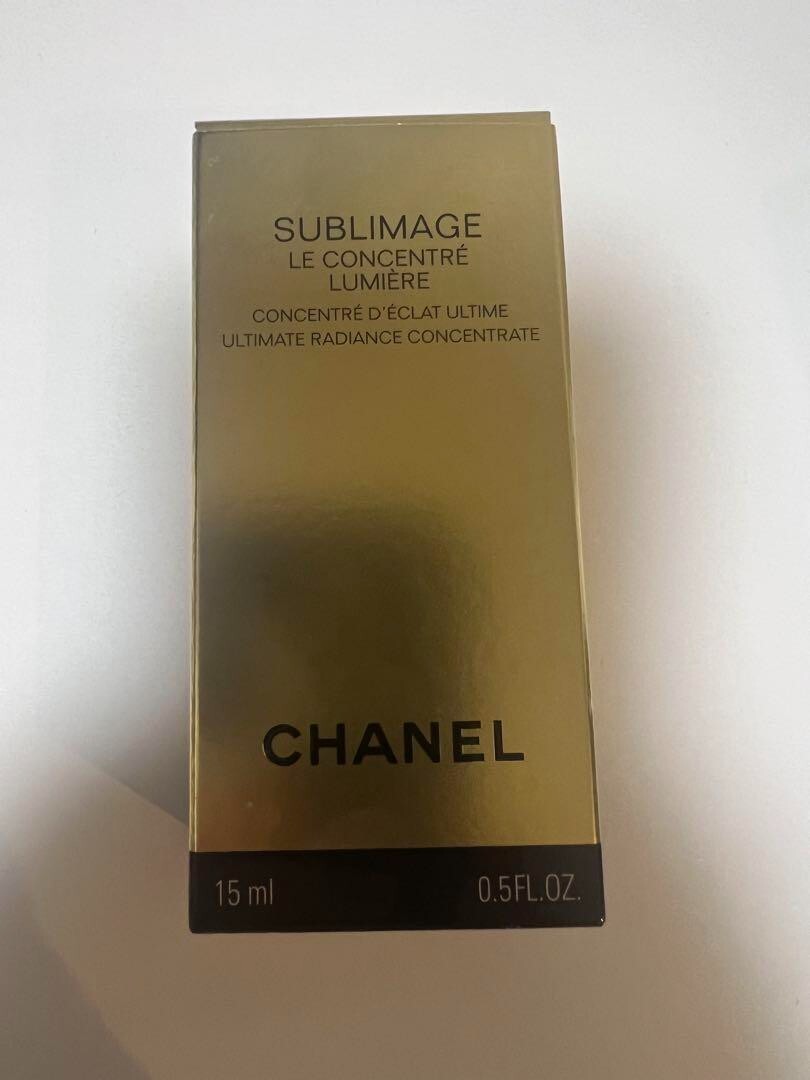 SUBLIMAGE
LE CONCENTRÉ
LUMIÈRE
CONCENTRÉ D'ÉCLAT ULTIME
ULTIMATE RADIANCE CONCENTRATE
CHANEL
15 ml 0.5FL.OZ.